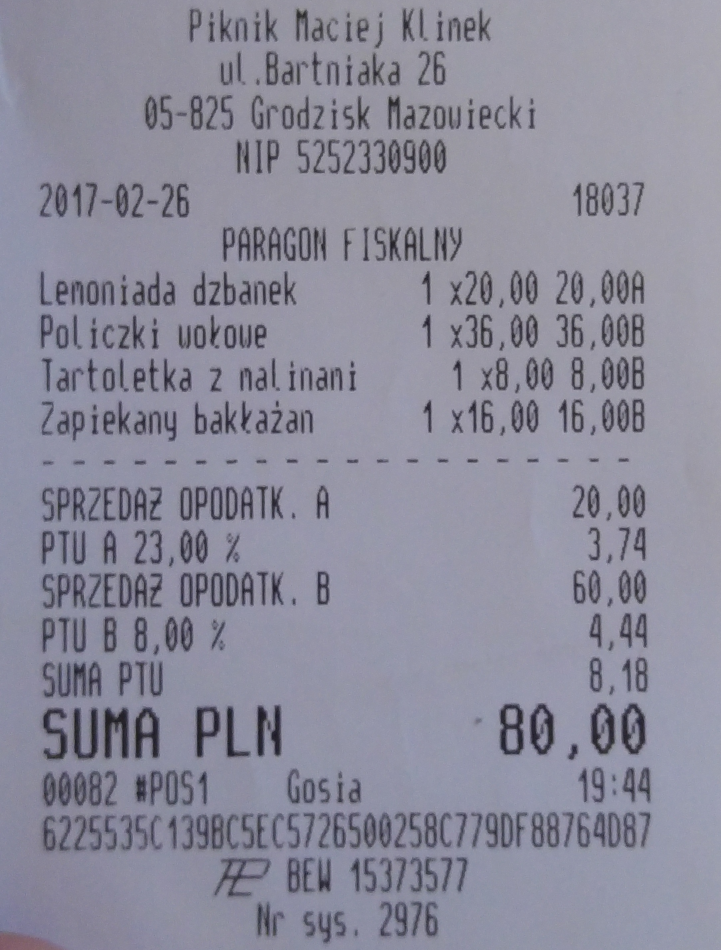 Piknik Maciej Klinek
ul.Bartniaka 26
05-825 Grodzisk Mazowiecki
NIP 5252330900
2017-02-26 18037
PARAGON FISKALNY
Lemoniada dzbanek 1 x20,00 20,00A
Policzki wołowe 1 x36,00 36,00B
Tartoletka z malinami 1 x8,00 8,00B
Zapiekany bakłażan 1 x16,00 16,00B
- - - - - - - - - - - - - - - - - - - -
SPRZEDAŻ OPODATK. A 20,00
PTU A 23,00 % 3,74
SPRZEDAŻ OPODATK. B 60,00
PTU B 8,00 % 4,44
SUMA PTU 8,18
SUMA PLN 80,00
00082 #POS1 Gosia 19:44
6225535C139BC5EC5726500258C779DF88764D87
BEW 15373577
Nr sys. 2976